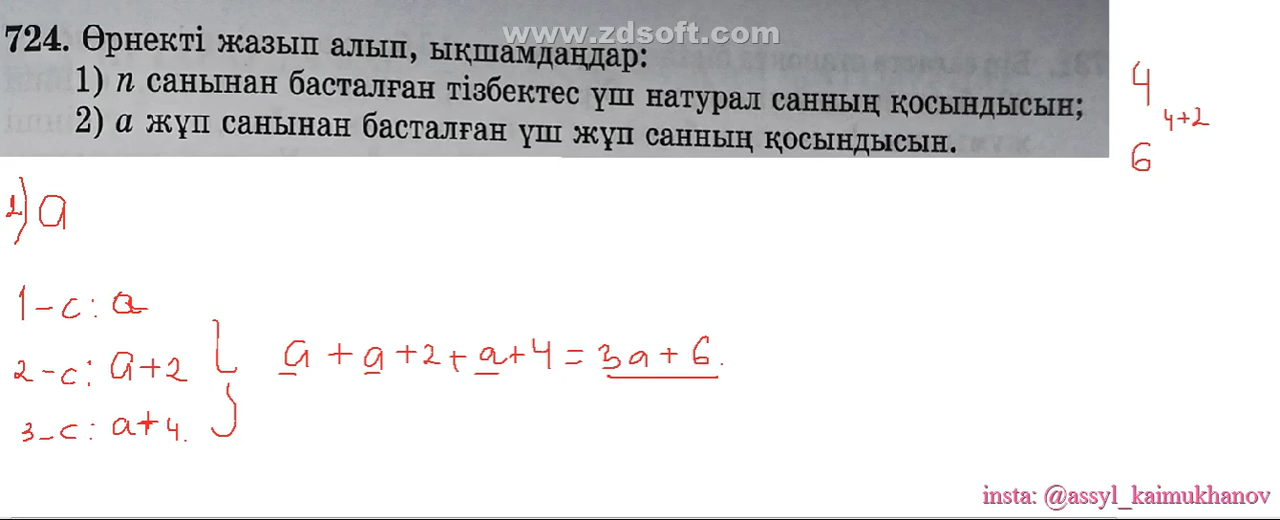 www.zdsoft.com
724. Өрнекті жазып алып, ықшамдаңдар:
1) n санынан басталған тізбектес үш натурал санның қосындысын;
2) a жұп санынан басталған үш жұп санның қосындысын.
4
4+2
6
2) a
1-c: a
2-c: a+2
3-c: a+4.
a + a + 2 + a + 4 = 3a + 6.
insta: @assyl_kaimukhanov